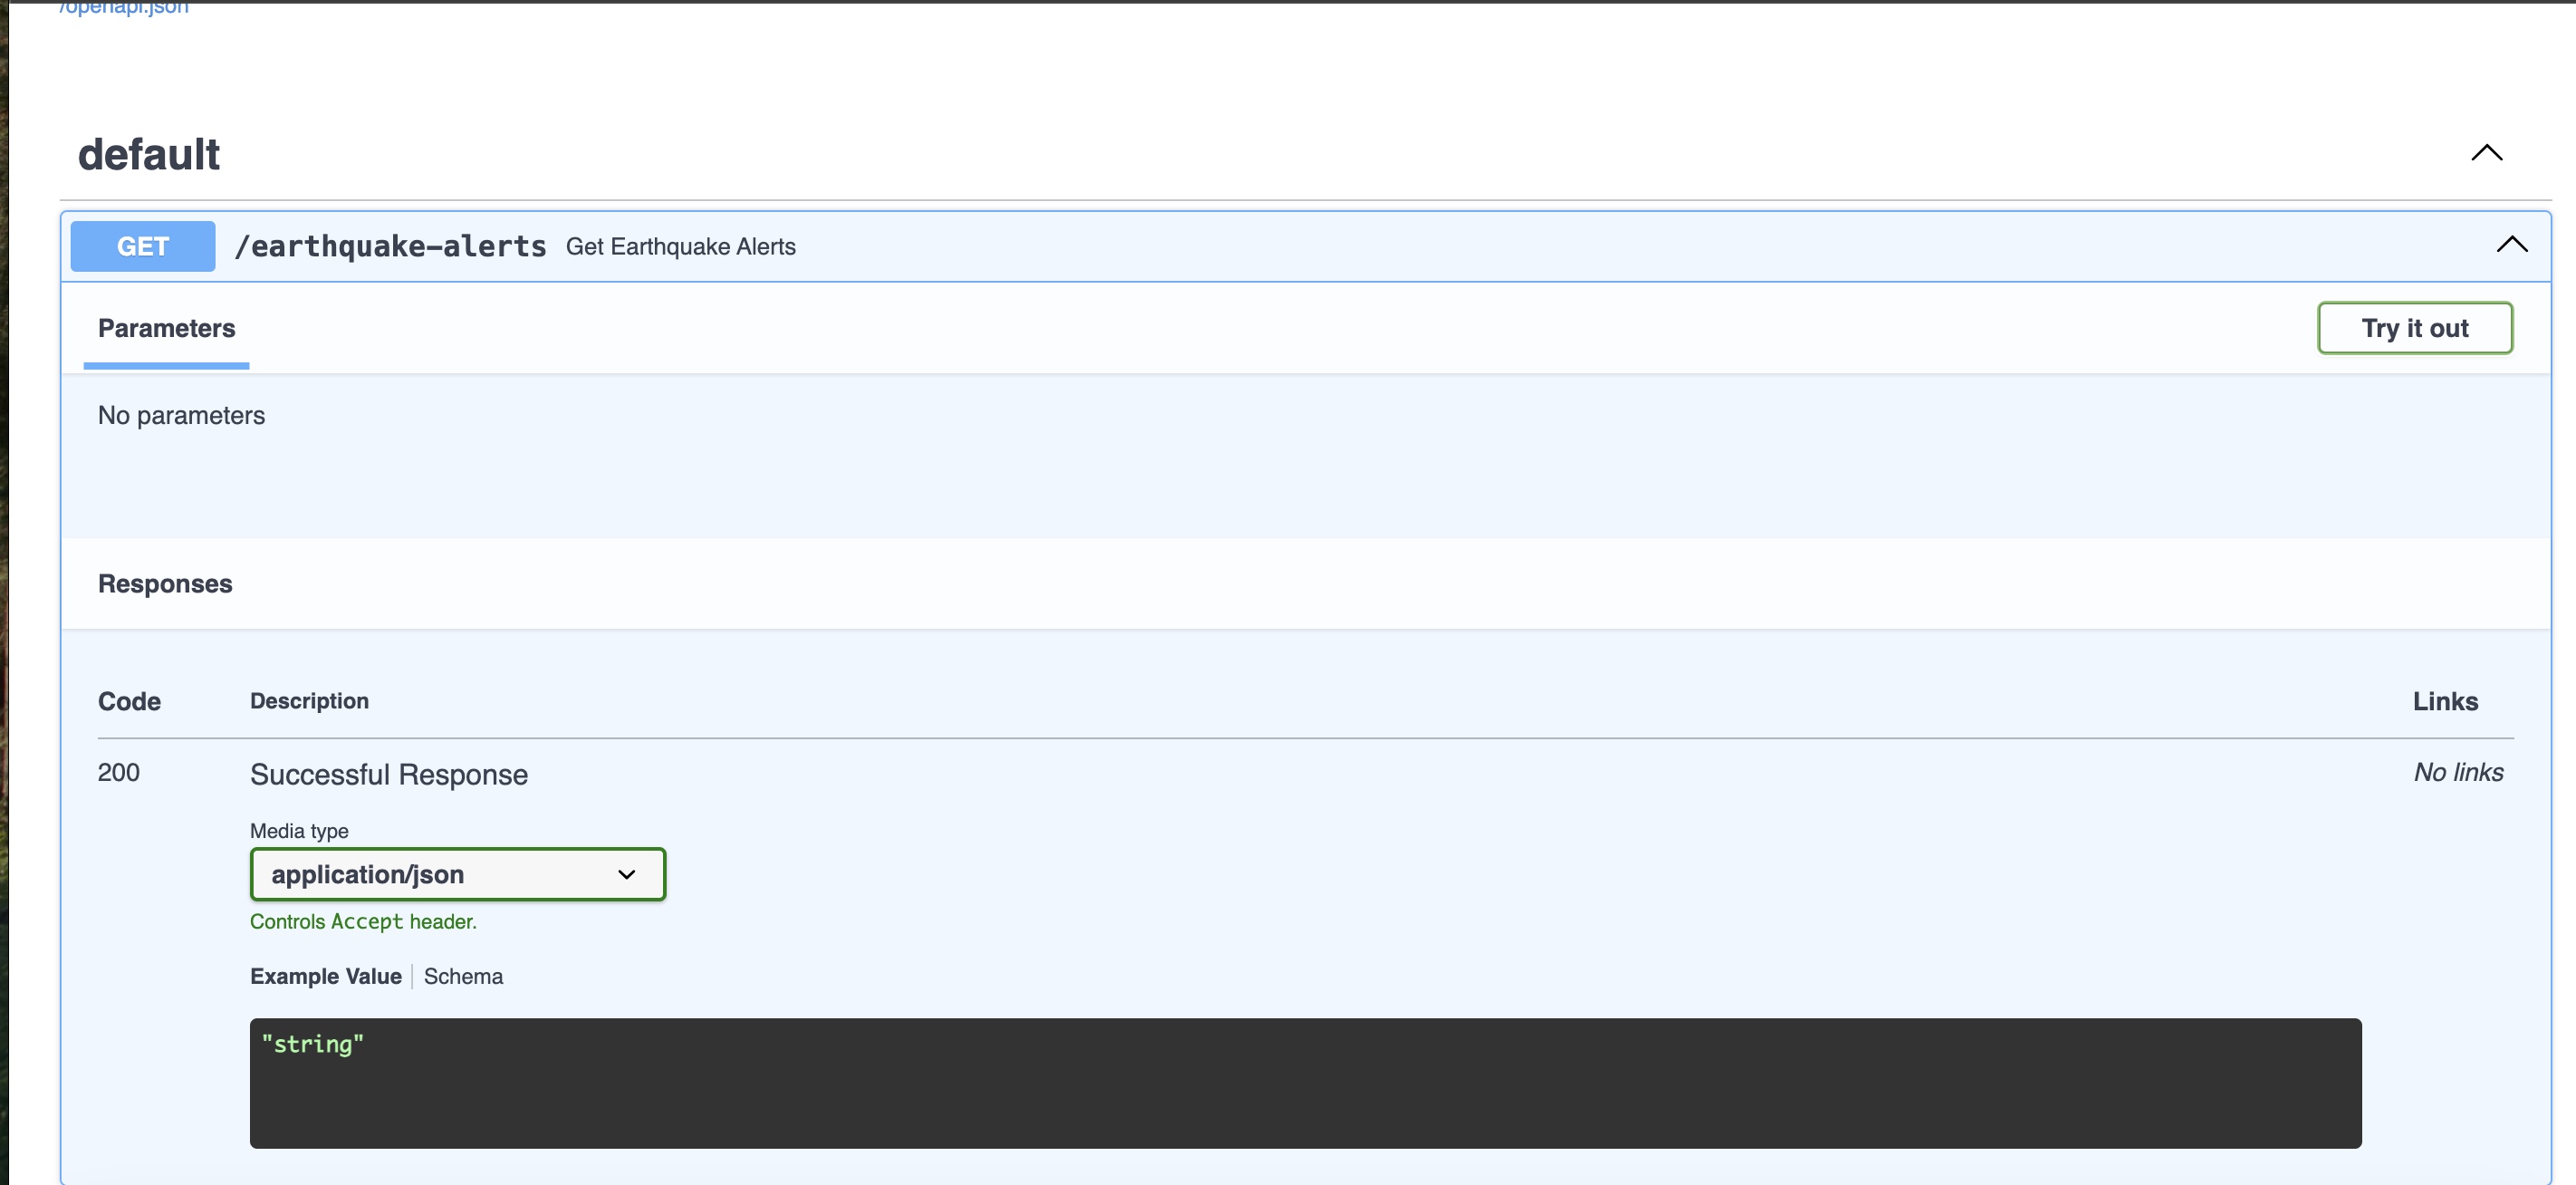 /openapi.json
default
GET /earthquake-alerts Get Earthquake Alerts
Parameters
Try it out
No parameters
Responses
Code Description Links
200 Successful Response No links
Media type
application/json
Controls Accept header.
Example Value Schema
"string"